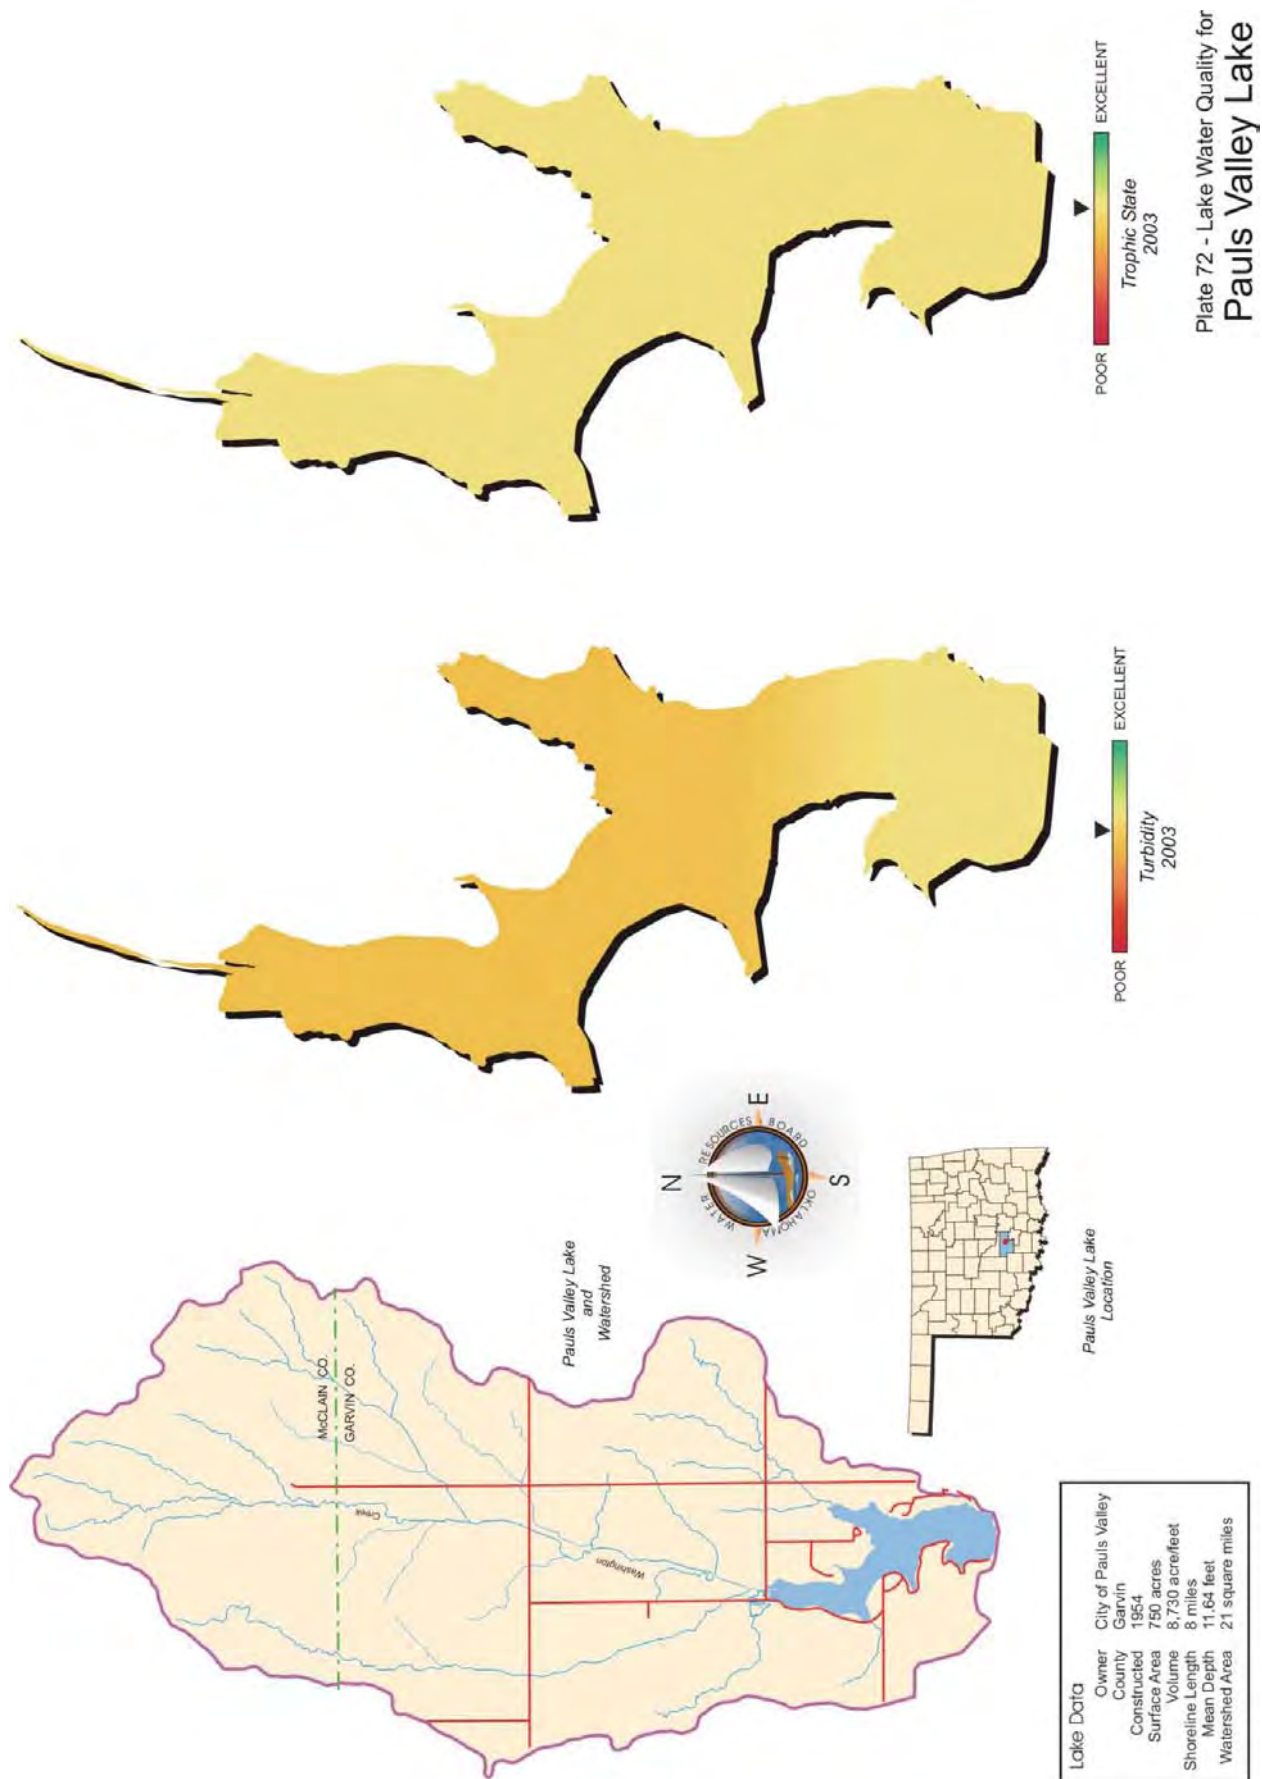 McCLAIN CO.
GARVIN CO.
Creek
Washington
Pauls Valley Lake
and
Watershed
N
W
E
S
OKLAHOMA WATER RESOURCES BOARD
Pauls Valley Lake
Location
Lake Data
Owner City of Pauls Valley
County Garvin
Constructed 1954
Surface Area 750 acres
Volume 8,730 acre/feet
Shoreline Length 8 miles
Mean Depth 11.64 feet
Watershed Area 21 square miles
POOR EXCELLENT
Turbidity
2003
POOR EXCELLENT
Trophic State
2003
Plate 72 - Lake Water Quality for
Pauls Valley Lake